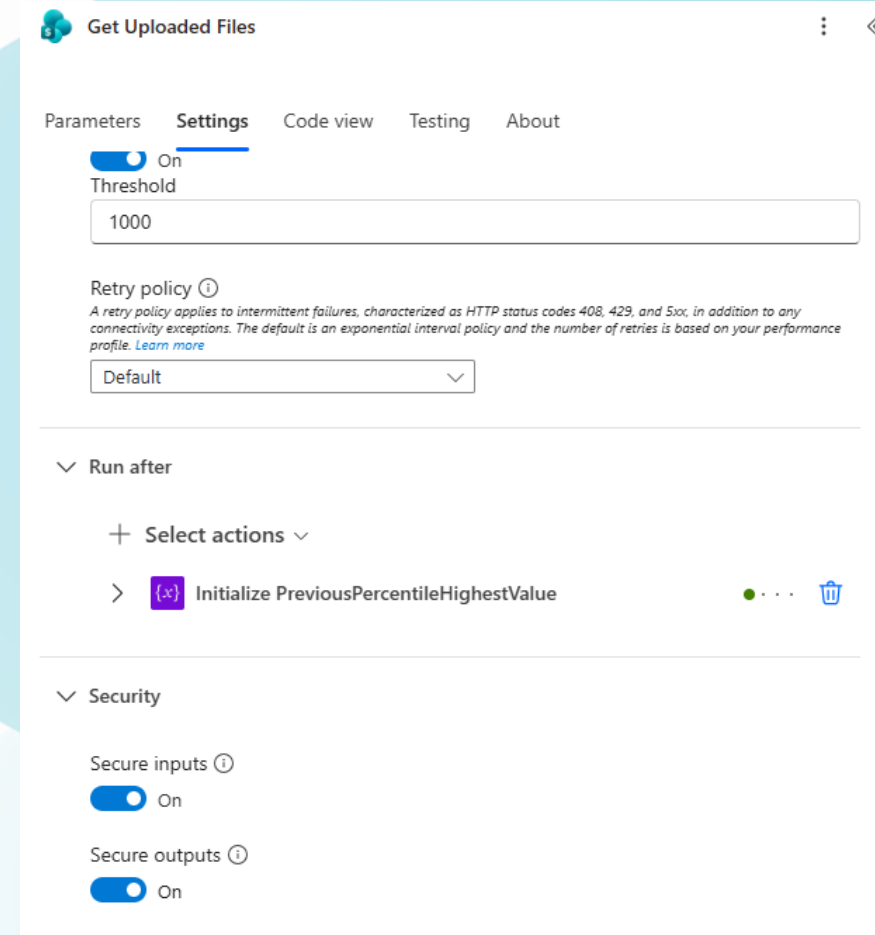 Get Uploaded Files
Parameters Settings Code view Testing About
On
Threshold
1000
Retry policy
A retry policy applies to intermittent failures, characterized as HTTP status codes 408, 429, and 5xx, in addition to any
connectivity exceptions. The default is an exponential interval policy and the number of retries is based on your performance
profile. Learn more
Default
Run after
Select actions
{x} Initialize PreviousPercentileHighestValue
Security
Secure inputs
On
Secure outputs
On